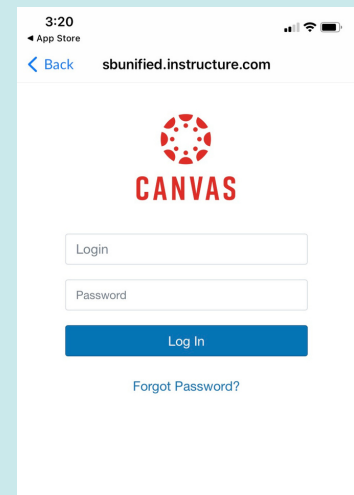 3:20
◀ App Store
Back sbunified.instructure.com
CANVAS
Login
Password
Log In
Forgot Password?